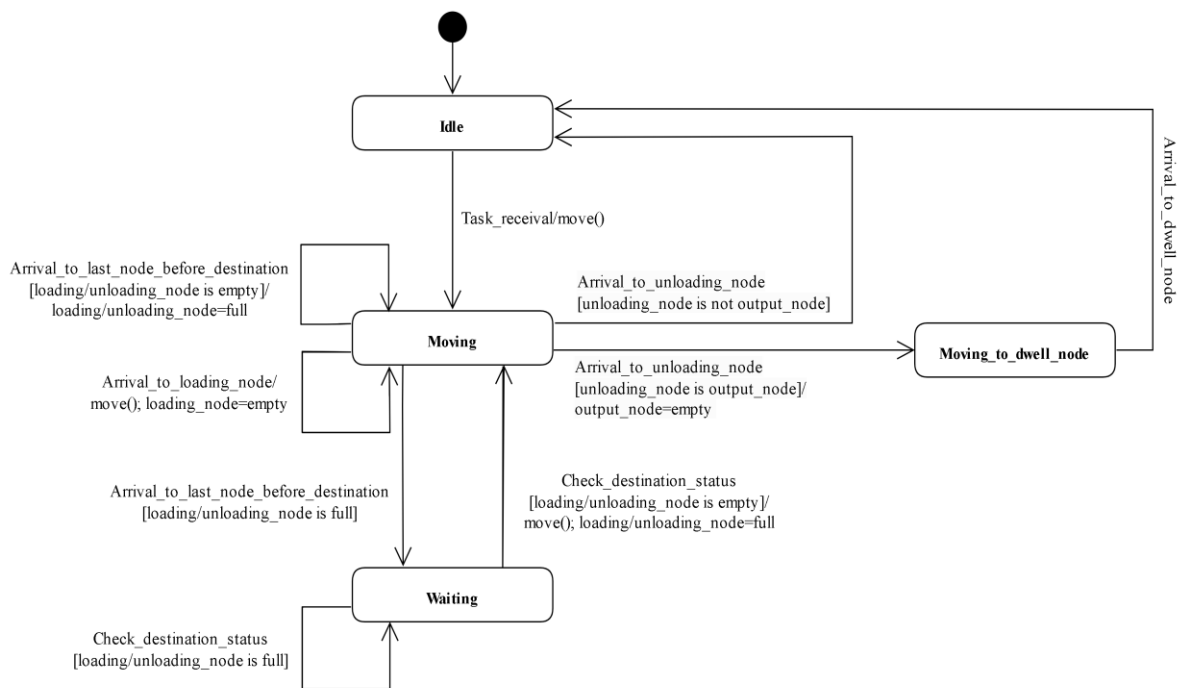 Idle
Arrival_to_dwell_node
Task_receival/move()
Arrival_to_last_node_before_destination
[loading/unloading_node is empty]/
loading/unloading_node=full
Arrival_to_unloading_node
[unloading_node is not output_node]
Moving
Moving_to_dwell_node
Arrival_to_loading_node/
move(); loading_node=empty
Arrival_to_unloading_node
[unloading_node is output_node]/
output_node=empty
Arrival_to_last_node_before_destination
[loading/unloading_node is full]
Check_destination_status
[loading/unloading_node is empty]/
move(); loading/unloading_node=full
Waiting
Check_destination_status
[loading/unloading_node is full]